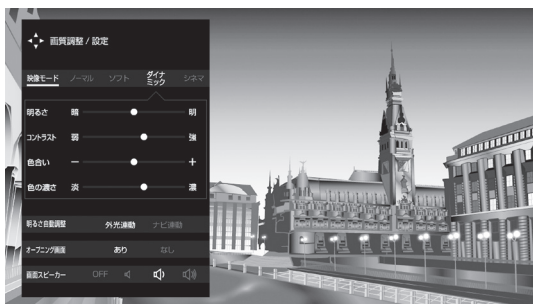 画質調整 / 設定
映像モード ノーマル ソフト ダイナミック シネマ
明るさ 暗 明
コントラスト 弱 強
色合い − +
色の濃さ 淡 濃
明るさ自動調整 外光連動 ナビ連動
オープニング画面 あり なし
画面スピーカー OFF